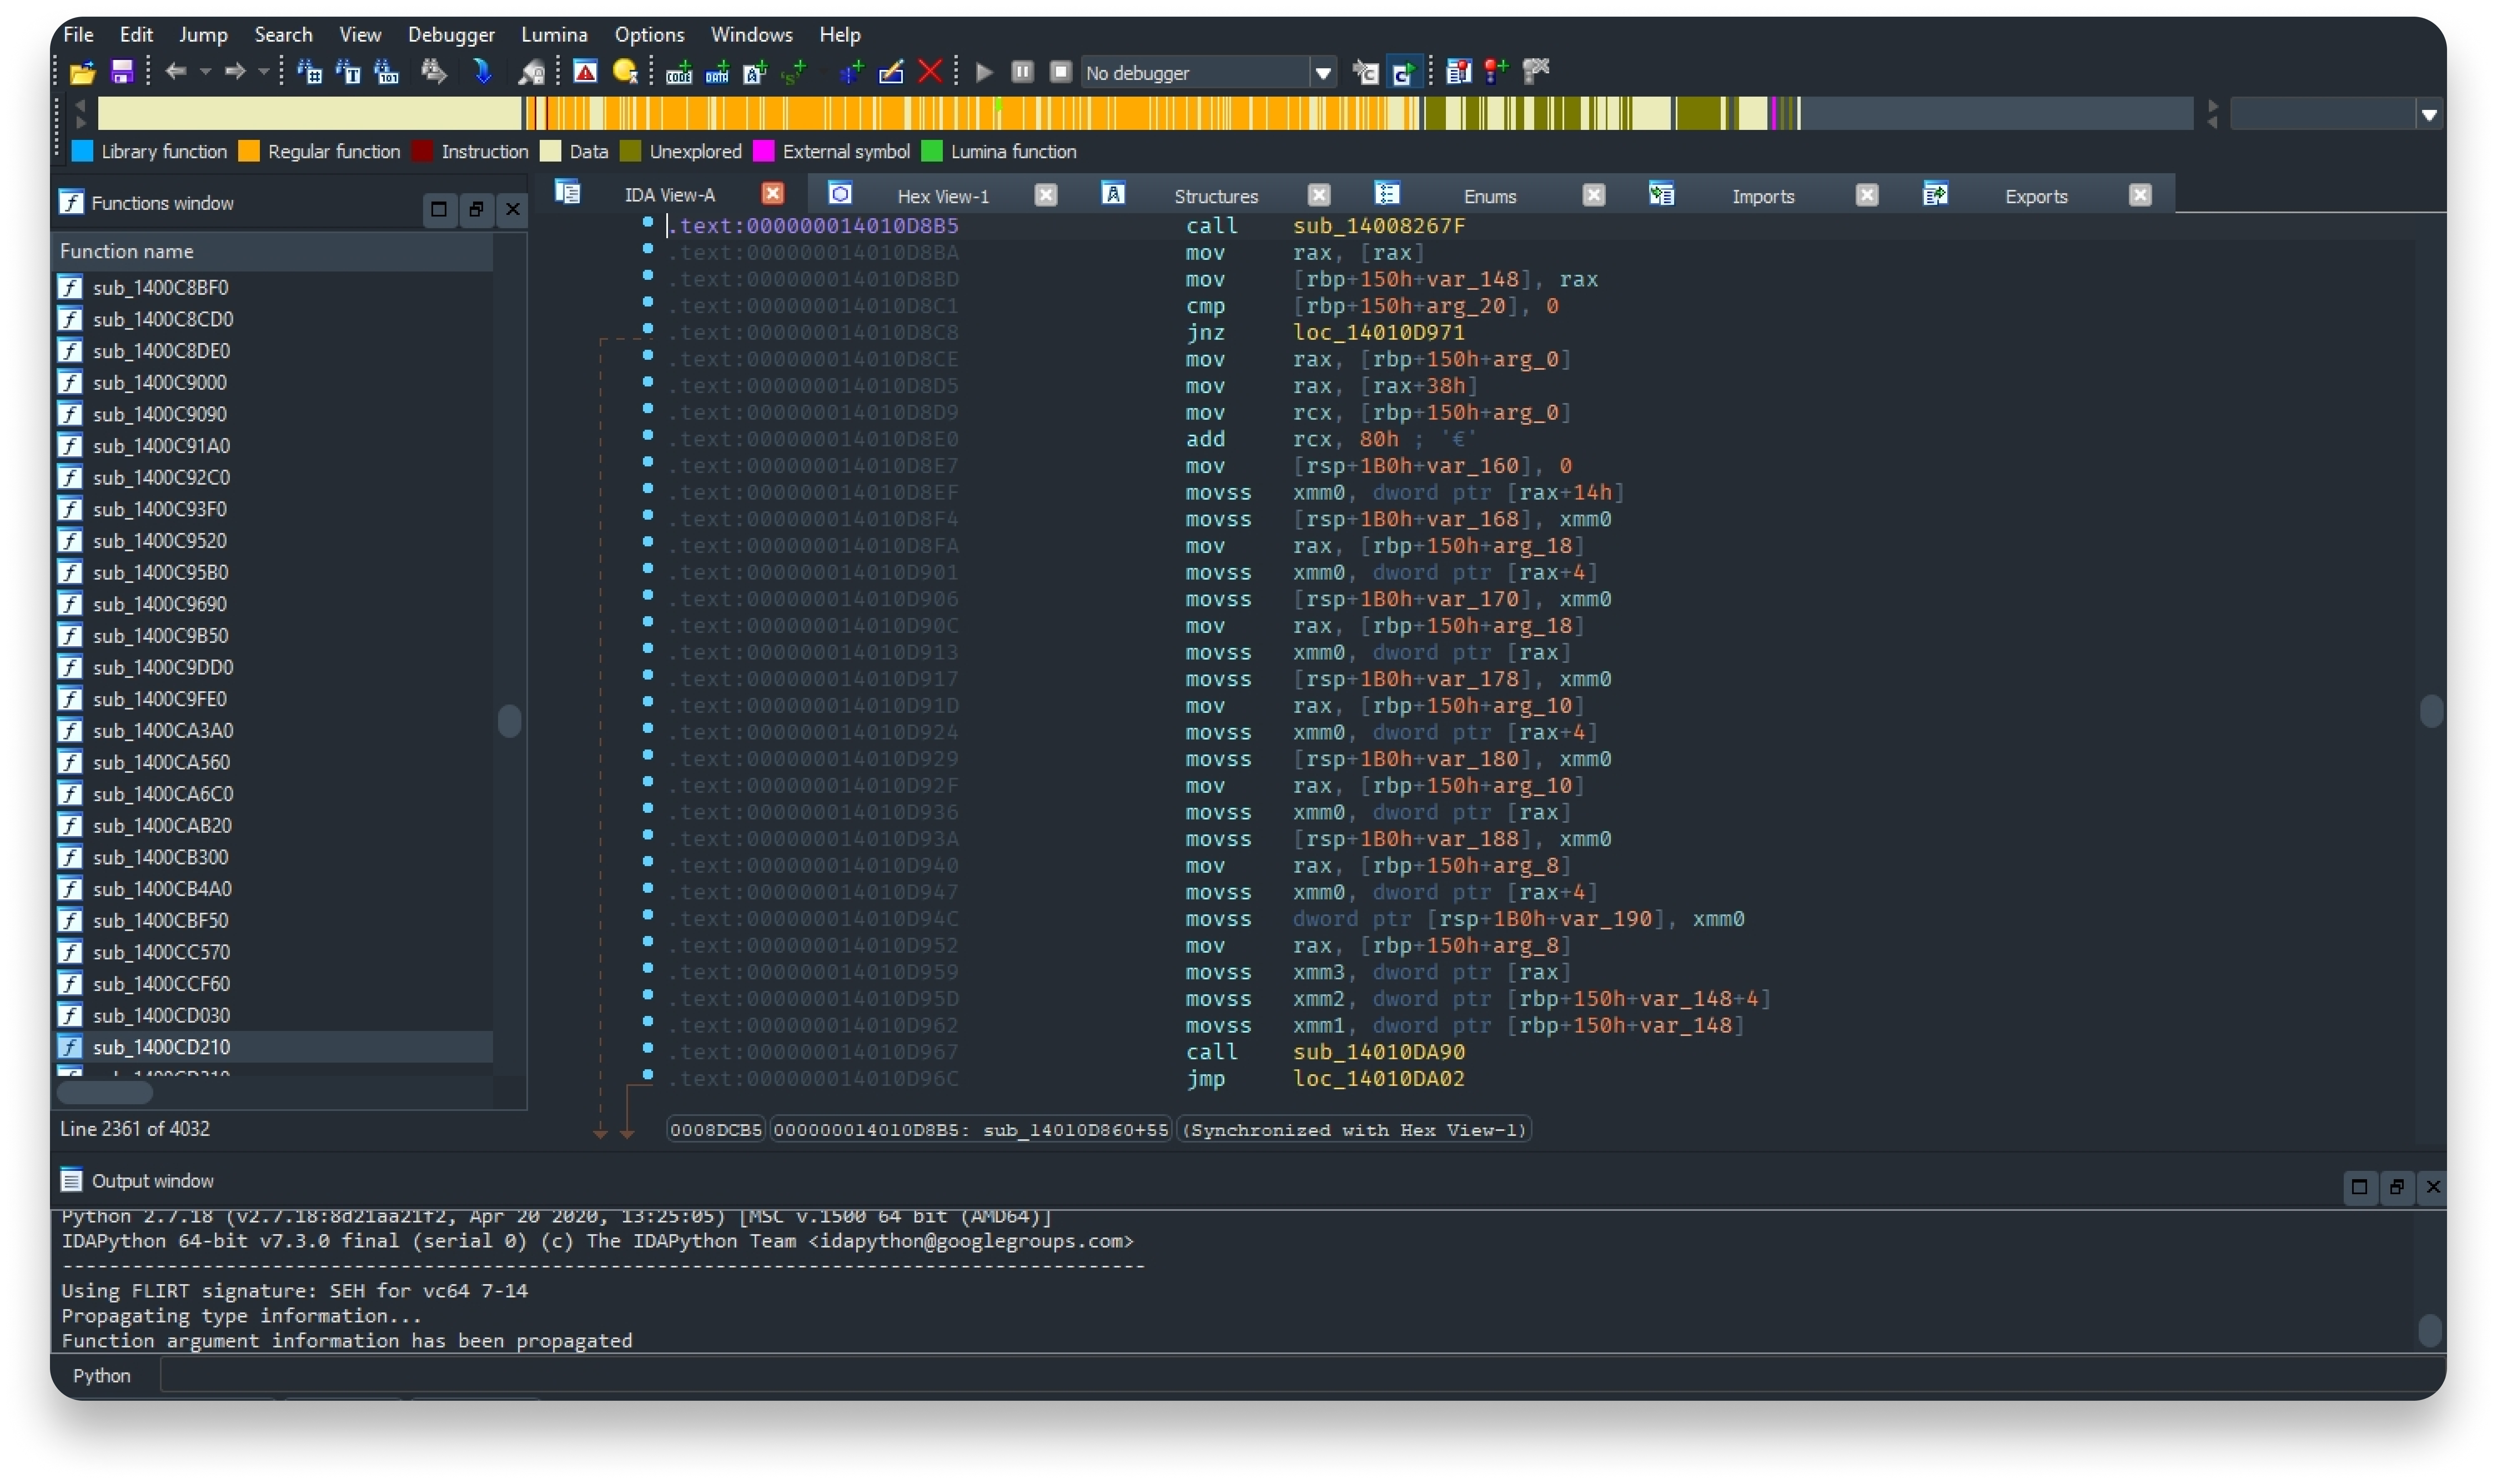 File Edit Jump Search View Debugger Lumina Options Windows Help
No debugger
Library function Regular function Instruction Data Unexplored External symbol Lumina function
Functions window
Function name
sub_1400C8BF0
sub_1400C8CD0
sub_1400C8DE0
sub_1400C9000
sub_1400C9090
sub_1400C91A0
sub_1400C92C0
sub_1400C93F0
sub_1400C9520
sub_1400C95B0
sub_1400C9690
sub_1400C9B50
sub_1400C9DD0
sub_1400C9FE0
sub_1400CA3A0
sub_1400CA560
sub_1400CA6C0
sub_1400CAB20
sub_1400CB300
sub_1400CB4A0
sub_1400CBF50
sub_1400CC570
sub_1400CCF60
sub_1400CD030
sub_1400CD210
Line 2361 of 4032
IDA View-A Hex View-1 Structures Enums Imports Exports
.text:000000014010D8B5 call sub_14008267F
.text:000000014010D8BA mov rax, [rax]
.text:000000014010D8BD mov [rbp+150h+var_148], rax
.text:000000014010D8C1 cmp [rbp+150h+arg_20], 0
.text:000000014010D8C8 jnz loc_14010D971
.text:000000014010D8CE mov rax, [rbp+150h+arg_0]
.text:000000014010D8D5 mov rax, [rax+38h]
.text:000000014010D8D9 mov rcx, [rbp+150h+arg_0]
.text:000000014010D8E0 add rcx, 80h ; '€'
.text:000000014010D8E7 mov [rsp+1B0h+var_160], 0
.text:000000014010D8EF movss xmm0, dword ptr [rax+14h]
.text:000000014010D8F4 movss [rsp+1B0h+var_168], xmm0
.text:000000014010D8FA mov rax, [rbp+150h+arg_18]
.text:000000014010D901 movss xmm0, dword ptr [rax+4]
.text:000000014010D906 movss [rsp+1B0h+var_170], xmm0
.text:000000014010D90C mov rax, [rbp+150h+arg_18]
.text:000000014010D913 movss xmm0, dword ptr [rax]
.text:000000014010D917 movss [rsp+1B0h+var_178], xmm0
.text:000000014010D91D mov rax, [rbp+150h+arg_10]
.text:000000014010D924 movss xmm0, dword ptr [rax+4]
.text:000000014010D929 movss [rsp+1B0h+var_180], xmm0
.text:000000014010D92F mov rax, [rbp+150h+arg_10]
.text:000000014010D936 movss xmm0, dword ptr [rax]
.text:000000014010D93A movss [rsp+1B0h+var_188], xmm0
.text:000000014010D940 mov rax, [rbp+150h+arg_8]
.text:000000014010D947 movss xmm0, dword ptr [rax+4]
.text:000000014010D94C movss dword ptr [rsp+1B0h+var_190], xmm0
.text:000000014010D952 mov rax, [rbp+150h+arg_8]
.text:000000014010D959 movss xmm3, dword ptr [rax]
.text:000000014010D95D movss xmm2, dword ptr [rbp+150h+var_148+4]
.text:000000014010D962 movss xmm1, dword ptr [rbp+150h+var_148]
.text:000000014010D967 call sub_14010DA90
.text:000000014010D96C jmp loc_14010DA02
0008DCB5 000000014010D8B5: sub_14010D860+55 (Synchronized with Hex View-1)
Output window
Python 2.7.18 (v2.7.18:8d21aa21f2, Apr 20 2020, 13:25:05) [MSC v.1500 64 bit (AMD64)]
IDAPython 64-bit v7.3.0 final (serial 0) (c) The IDAPython Team <idapython@googlegroups.com>
---------------------------------------------------------------------------------------------
Using FLIRT signature: SEH for vc64 7-14
Propagating type information...
Function argument information has been propagated
Python